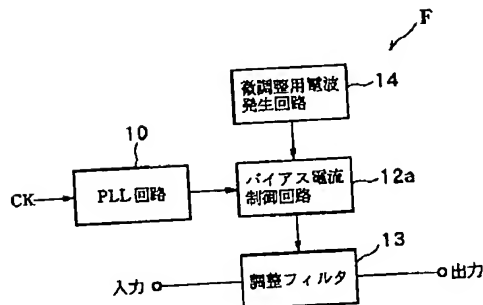 F
微調整用電波
発生回路
14
10
CK
PLL回路
バイアス電流
制御回路
12a
13
入力
調整フィルタ
出力